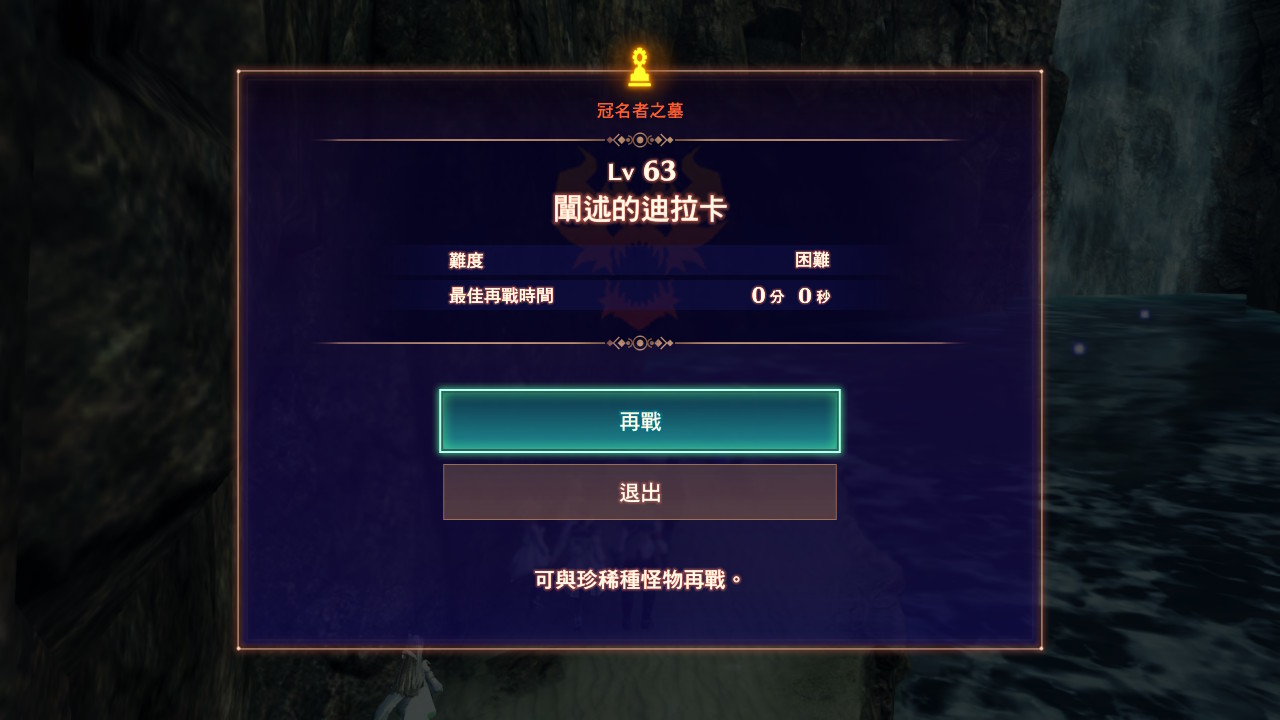 冠名者之墓
Lv 63
闡述的迪拉卡
難度 困難
最佳再戰時間 0分 0秒
再戰
退出
可與珍稀種怪物再戰。